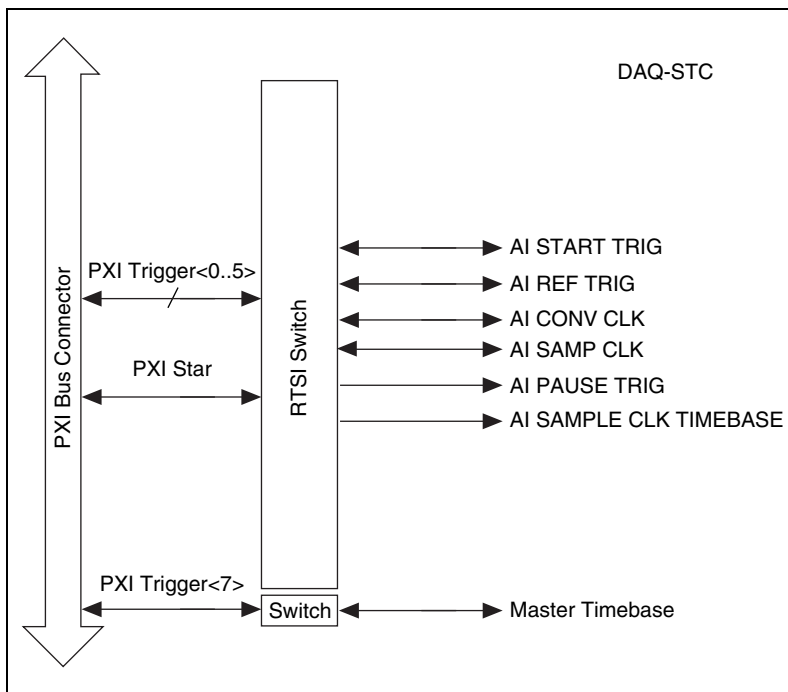 DAQ-STC
PXI Bus Connector
PXI Trigger<0..5>
PXI Star
PXI Trigger<7>
RTSI Switch
Switch
AI START TRIG
AI REF TRIG
AI CONV CLK
AI SAMP CLK
AI PAUSE TRIG
AI SAMPLE CLK TIMEBASE
Master Timebase